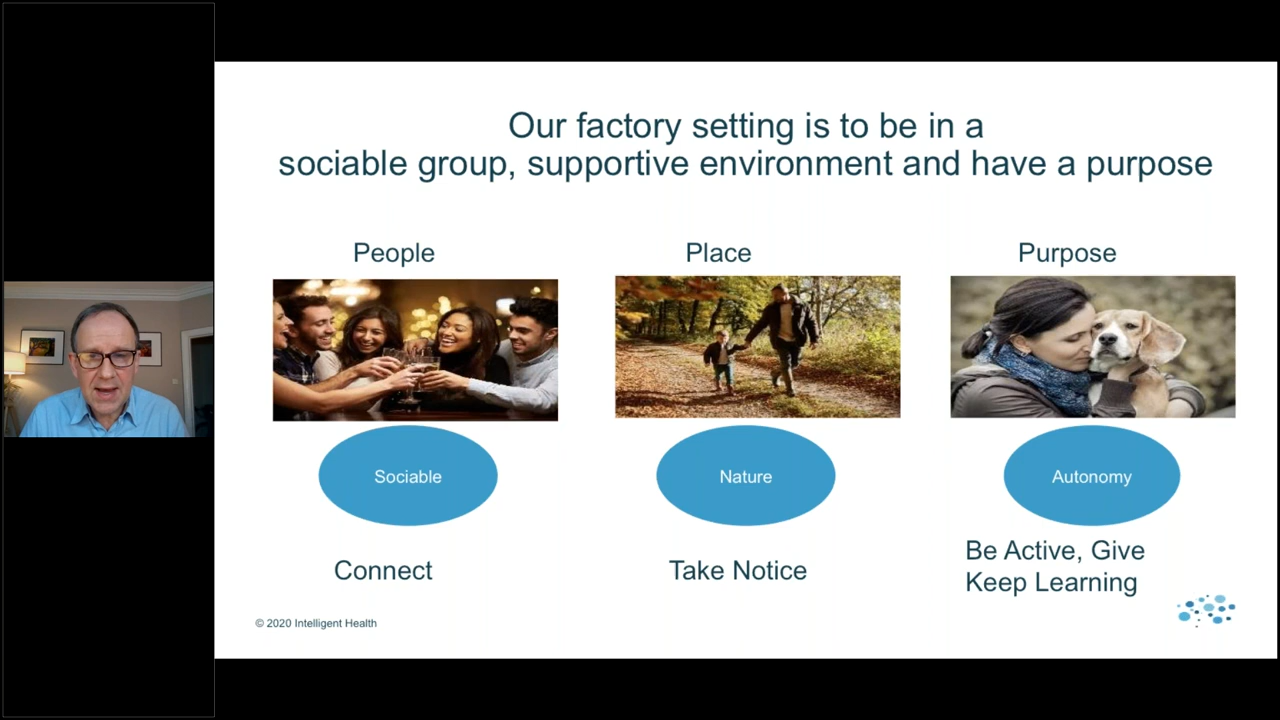 Our factory setting is to be in a
sociable group, supportive environment and have a purpose
People
Place
Purpose
Sociable
Nature
Autonomy
Connect
Take Notice
Be Active, Give
Keep Learning
© 2020 Intelligent Health